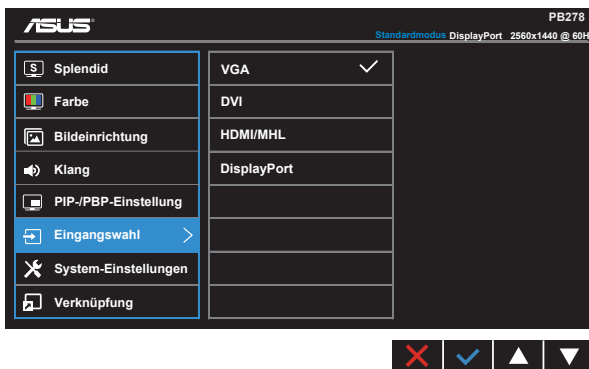 ASUS
PB278
Standardmodus DisplayPort 2560x1440 @ 60H
S Splendid
Farbe
Bildeinrichtung
Klang
PIP-/PBP-Einstellung
Eingangswahl
System-Einstellungen
Verknüpfung
VGA
DVI
HDMI/MHL
DisplayPort